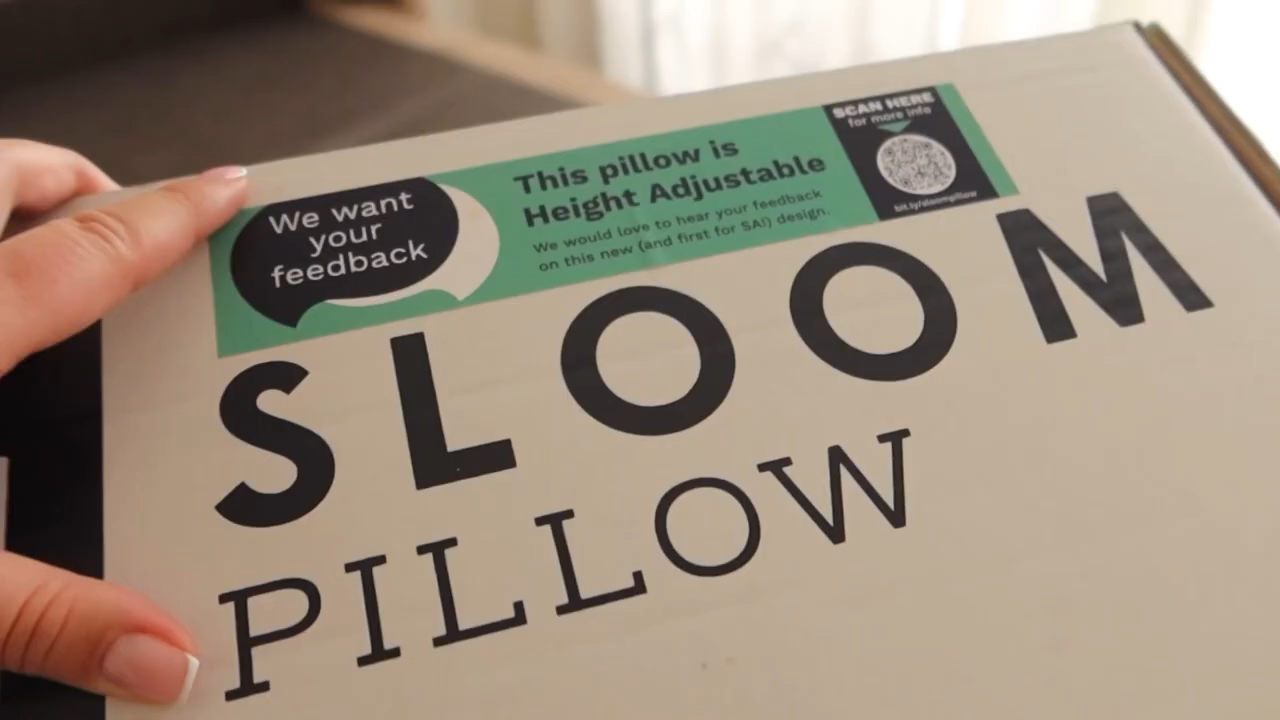 We want
your
feedback
This pillow is
Height Adjustable
We would love to hear your feedback
on this new (and first for SA!) design.
SCAN HERE
for more info
bit.ly/sloompillow
SLOOM
PILLOW